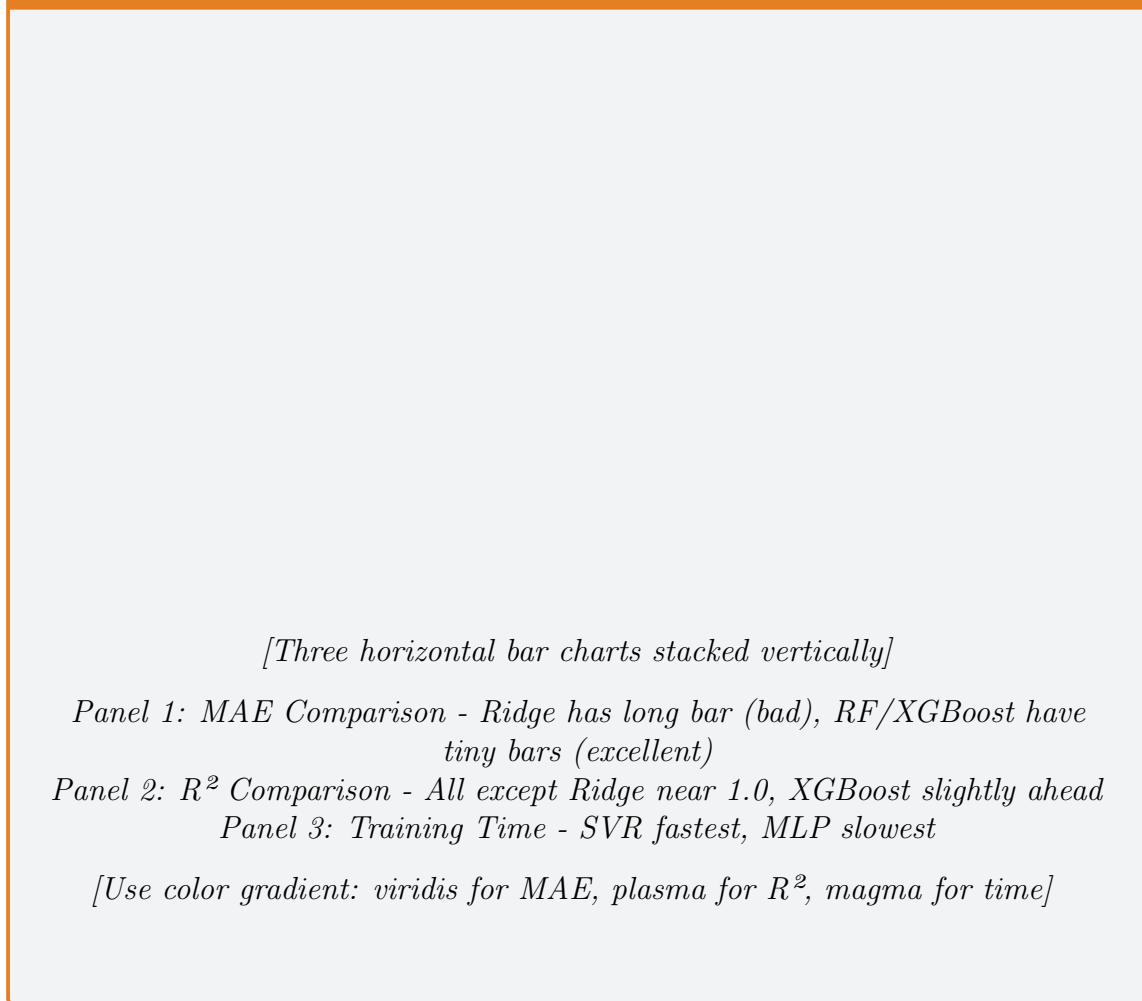 [Three horizontal bar charts stacked vertically]
Panel 1: MAE Comparison - Ridge has long bar (bad), RF/XGBoost have
tiny bars (excellent)
Panel 2: R² Comparison - All except Ridge near 1.0, XGBoost slightly ahead
Panel 3: Training Time - SVR fastest, MLP slowest
[Use color gradient: viridis for MAE, plasma for R², magma for time]